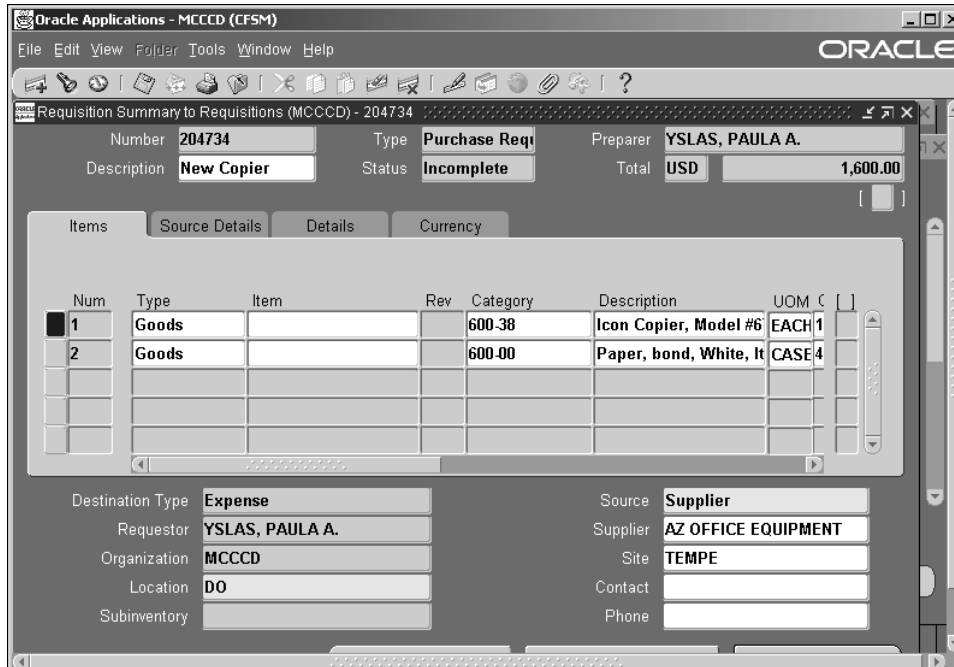 Oracle Applications - MCCCD (CFSM)
File Edit View Folder Tools Window Help
ORACLE
Requisition Summary to Requisitions (MCCCD) - 204734
Number 204734 Type Purchase Requ Preparer YSLAS, PAULA A.
Description New Copier Status Incomplete Total USD 1,600.00
[ ]
Items Source Details Details Currency
Num Type Item Rev Category Description UOM [ ]
1 Goods 600-38 Icon Copier, Model #6 EACH 1
2 Goods 600-00 Paper, bond, White, It CASE 4
Destination Type Expense Source Supplier
Requestor YSLAS, PAULA A. Supplier AZ OFFICE EQUIPMENT
Organization MCCCD Site TEMPE
Location DO Contact
Subinventory Phone